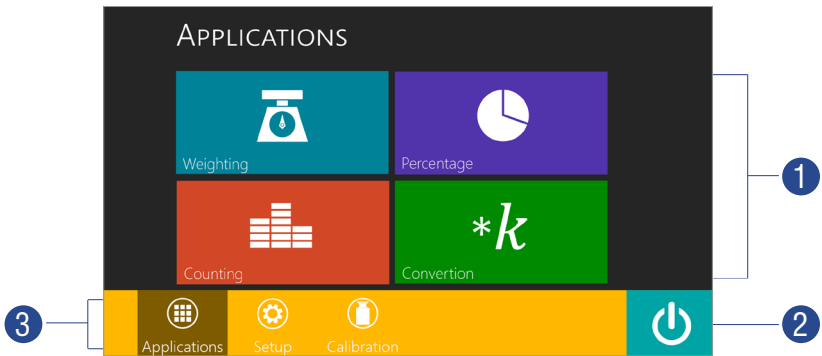 APPLICATIONS
Weighting
Percentage
1
*k
Counting
Convertion
3
Applications
Setup
Calibration
2